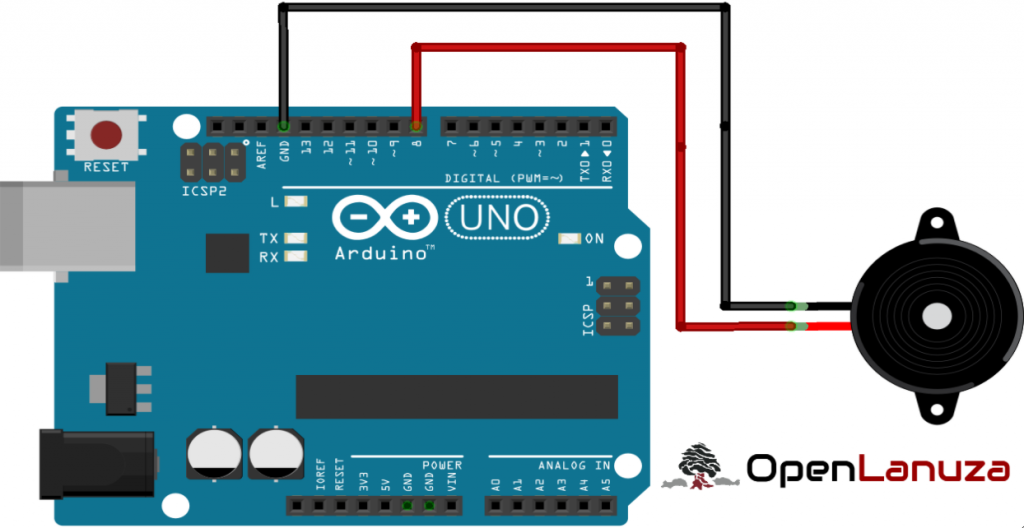 RESET
ICSP2
AREF
GND
13
12
~11
~10
~9
8
7
~6
~5
4
~3
2
TX0▶1
RX0◀0
DIGITAL (PWM=~)
L
TX
RX
Arduino™
UNO
ON
1
ICSP
POWER
ANALOG IN
IOREF
RESET
3V3
5V
GND
GND
VIN
A0
A1
A2
A3
A4
A5
OpenLanuza